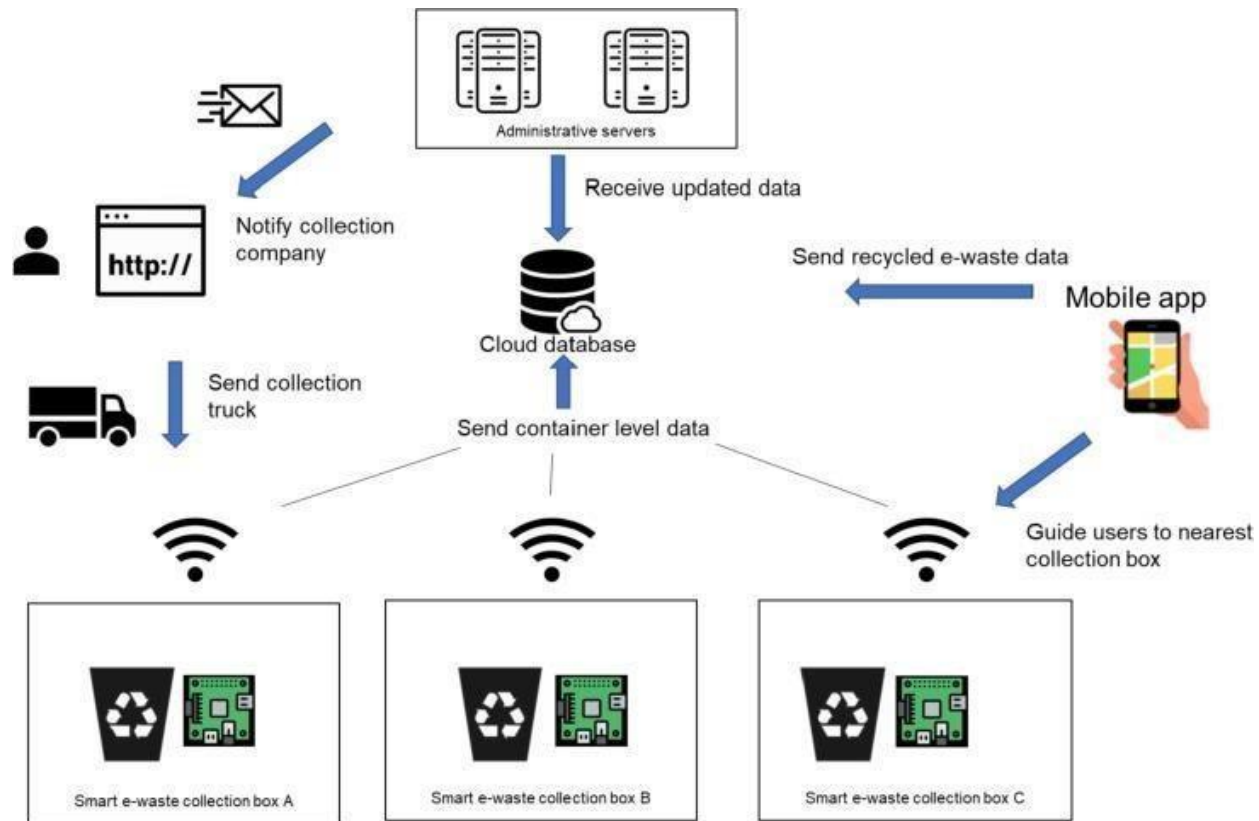 Administrative servers
Receive updated data
Notify collection
company
http://
Send recycled e-waste data
Mobile app
Cloud database
Send collection
truck
Send container level data
Guide users to nearest
collection box
Smart e-waste collection box A
Smart e-waste collection box B
Smart e-waste collection box C